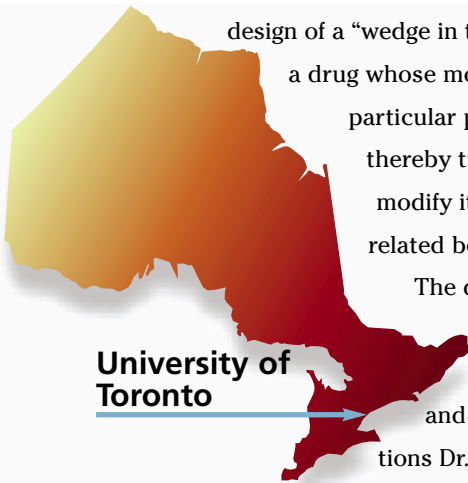 design of a “wedge in t
a drug whose mo
particular p
thereby t
modify it
related b
The
University of
Toronto
and
tions Dr.